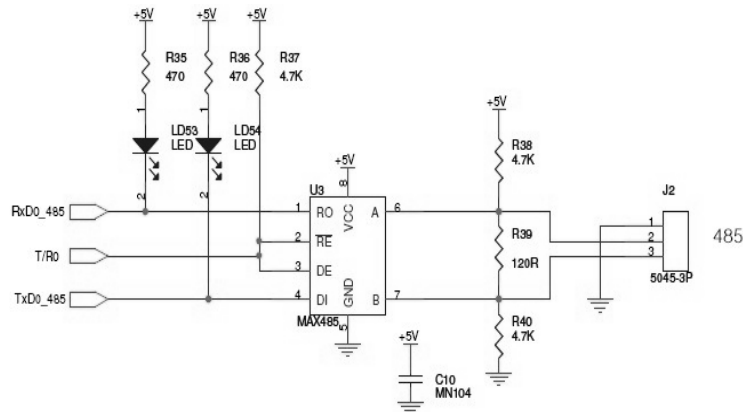 +5V
+5V
+5V
R35
470
R36
470
R37
4.7K
1
1
LD53
LED
LD54
LED
2
2
+5V
+5V
R38
4.7K
U3
8
RxD0_485
1
RO
VCC
A
6
T/R0
2
RE
3
DE
TxD0_485
4
DI
GND
B
7
MAX485
5
R39
120R
J2
1
2
3
485
5045-3P
R40
4.7K
+5V
C10
MN104